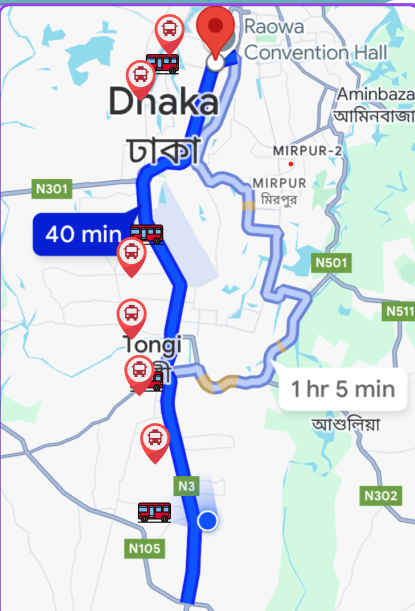 Raowa
Convention Hall
Dhaka
ঢাকা
Aminbaza
আমিনবাজা
MIRPUR-2
MIRPUR
মিরপুর
N301
40 min
N501
N511
Tongi
1 hr 5 min
আশুলিয়া
N3
N302
N105